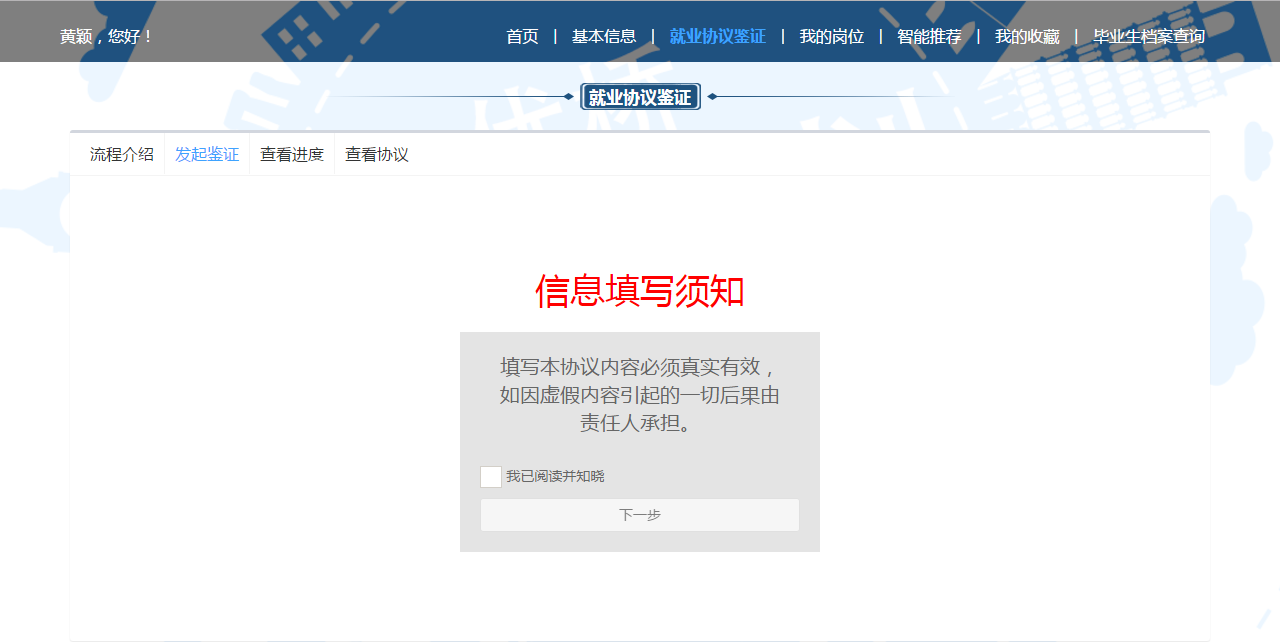 黄颖，您好！
首页 | 基本信息 | 就业协议鉴证 | 我的岗位 | 智能推荐 | 我的收藏 | 毕业生档案查询
就业协议鉴证
流程介绍 发起鉴证 查看进度 查看协议
信息填写须知
填写本协议内容必须真实有效，
如因虚假内容引起的一切后果由
责任人承担。
我已阅读并知晓
下一步